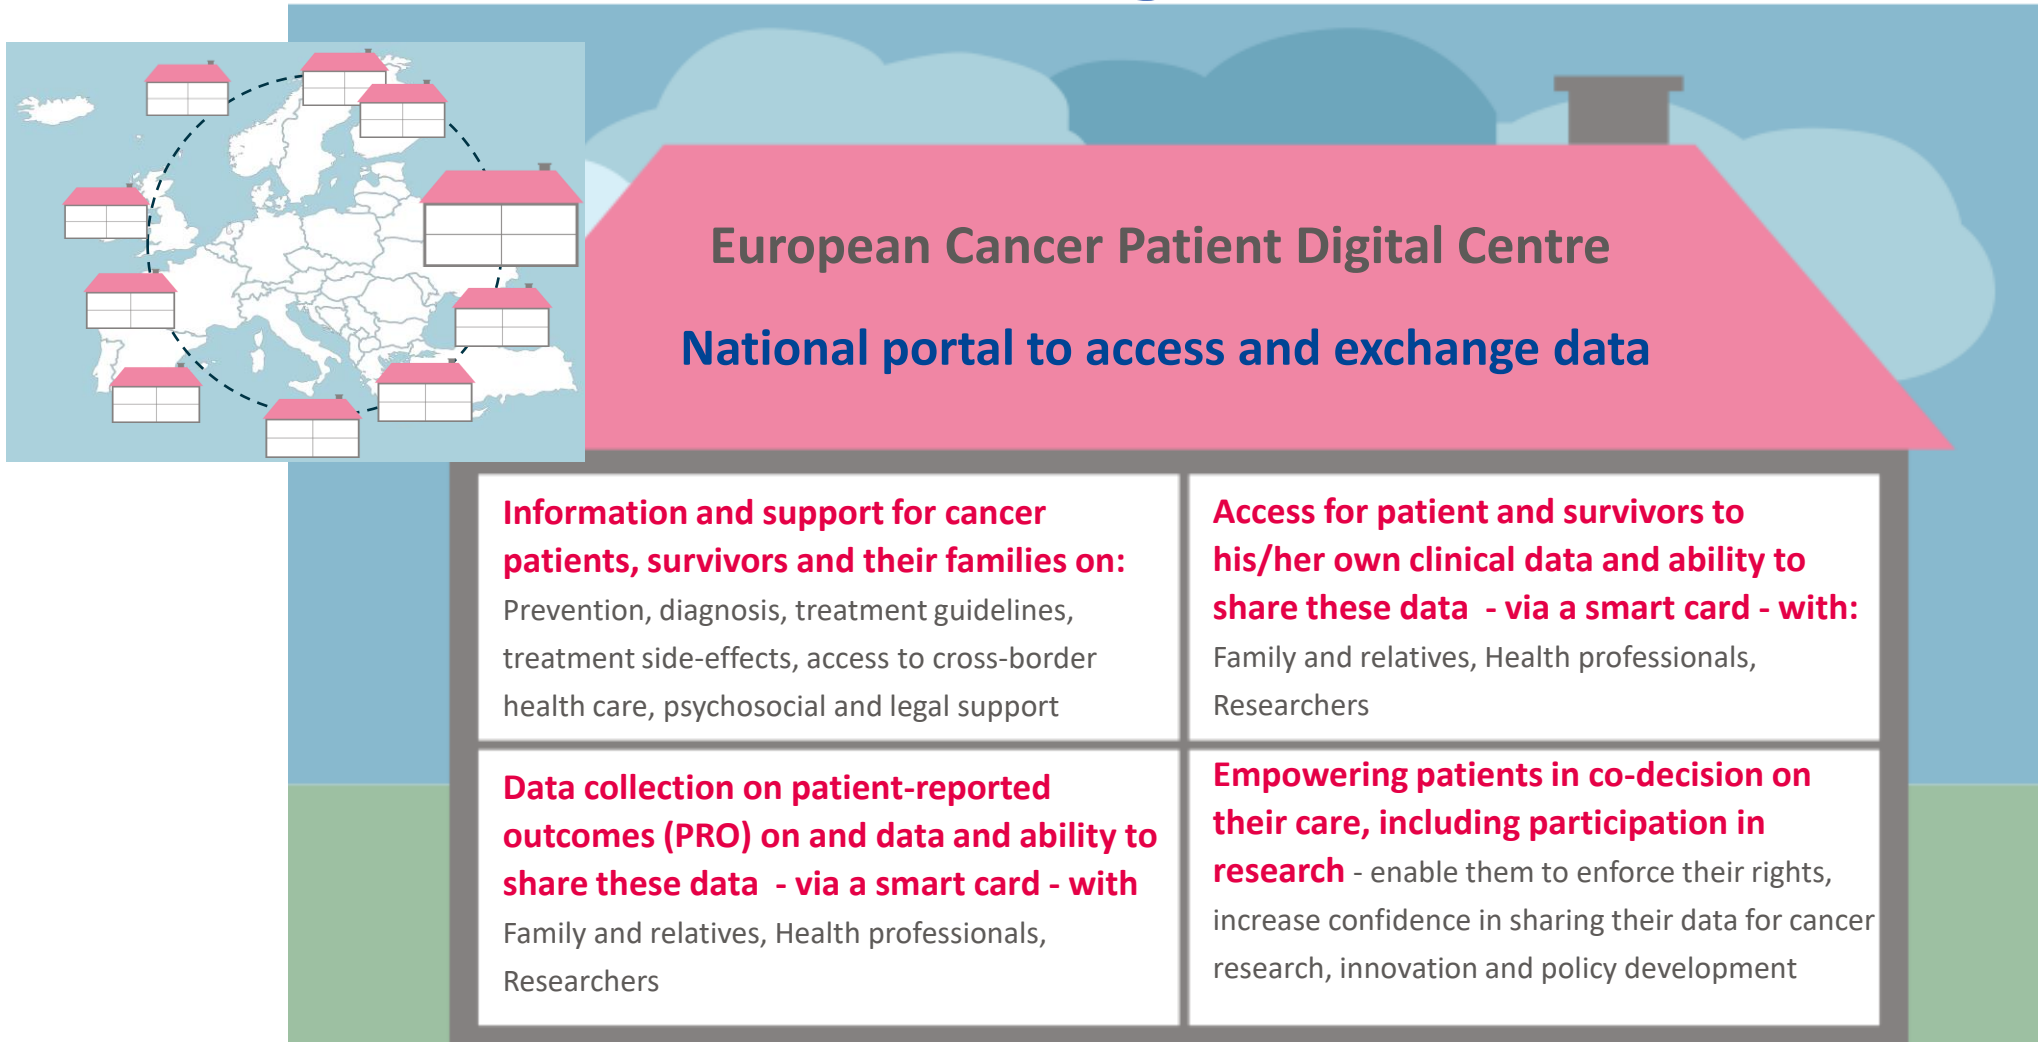 European Cancer Patient Digital Centre
National portal to access and exchange data
Information and support for cancer
patients, survivors and their families on:
Prevention, diagnosis, treatment guidelines,
treatment side-effects, access to cross-border
health care, psychosocial and legal support
Access for patient and survivors to
his/her own clinical data and ability to
share these data - via a smart card - with:
Family and relatives, Health professionals,
Researchers
Data collection on patient-reported
outcomes (PRO) on and data and ability to
share these data - via a smart card - with
Family and relatives, Health professionals,
Researchers
Empowering patients in co-decision on
their care, including participation in
research - enable them to enforce their rights,
increase confidence in sharing their data for cancer
research, innovation and policy development